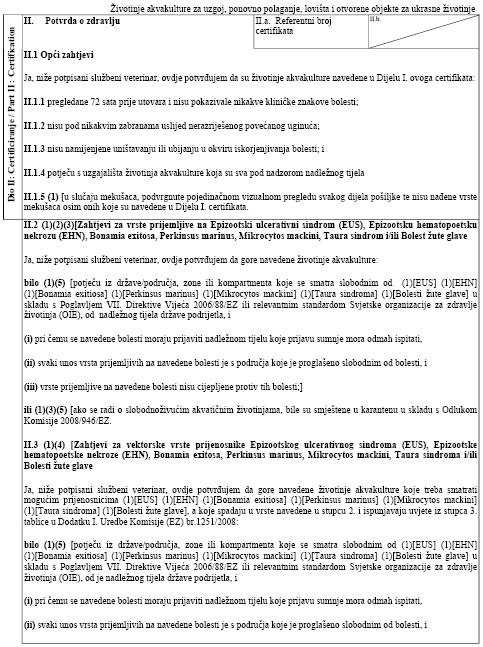 Životinje akvakulture za uzgoj, ponovno polaganje, lovišta i otvorene objekte za ukrasne životinje
II. Potvrda o zdravlju
II.a. Referentni broj
certifikata
II.b.
Dio II: Certificiranje / Part II : Certifikation
II.1 Opći zahtjevi
Ja, niže potpisani službeni veterinar, ovdje potvrđujem da su životinje akvakulture navedene u Dijelu I. ovoga certifikata:
II.1.1 pregledane 72 sata prije utovara i nisu pokazivale nikakve kliničke znakove bolesti;
II.1.2 nisu pod nikakvim zabranama uslijed nerazriješenog povećanog uginuća;
II.1.3 nisu namijenjene uništavanju ili ubijanju u okviru iskorjenjivanja bolesti; i
II.1.4 potječu s uzgajališta životinja akvakulture koja su sva pod nadzorom nadležnog tijela
II.1.5 (1) [u slučaju mekušaca, podvrgnute pojedinačnom vizualnom pregledu svakog dijela pošiljke te nisu nađene vrste
mekušaca osim onih koje su navedene u Dijelu I. certifikata.
II.2 (1)(2)(3)[Zahtjevi za vrste prijemljive na Epizootski ulcerativni sindrom (EUS), Epizootsku hematopoetsku
nekrozu (EHN), Bonamia exitosa, Perkinsus marinus, Mikrocytos mackini, Taura sindrom i/ili Bolest žute glave
Ja, niže potpisani službeni veterinar, ovdje potvrđujem da gore navedene životinje akvakulture:
bilo (1)(5) [potječu iz države/područja, zone ili kompartmenta koje se smatra slobodnim od (1)[EUS] (1)[EHN]
(1)[Bonamia exitiosa] (1)[Perkinsus marinus] (1)[Mikrocytos mackini] (1)[Taura sindroma] (1)[Bolesti žute glave] u
skladu s Poglavljem VII. Direktive Vijeća 2006/88/EZ ili relevantnim standardom Svjetske organizacije za zdravlje
životinja (OIE), od nadležnog tijela države podrijetla, i
(i) pri čemu se navedene bolesti moraju prijaviti nadležnom tijelu koje prijavu sumnje mora odmah ispitati,
(ii) svaki unos vrsta prijemljivih na navedene bolesti je s područja koje je proglašeno slobodnim od bolesti, i
(iii) vrste prijemljive na navedene bolesti nisu cijepljene protiv tih bolesti;]
ili (1)(3)(5) [ako se radi o slobodnoživućim akvatičnim životinjama, bile su smještene u karantenu u skladu s Odlukom
Komisije 2008/946/EZ.
II.3 (1)(4) [Zahtjevi za vektorske vrste prijenosnike Epizootskog ulcerativnog sindroma (EUS), Epizootske
hematopoetske nekroze (EHN), Bonamia exitosa, Perkinsus marinus, Mikrocytos mackini, Taura sindroma i/ili
Bolesti žute glave
Ja, niže potpisani službeni veterinar, ovdje potvrđujem da gore navedene životinje akvakulture koje treba smatrati
mogućim prijenosnicima (1)[EUS] (1)[EHN] (1)[Bonamia exitiosa] (1)[Perkinsus marinus] (1)[Mikrocytos mackini]
(1)[Taura sindroma] (1)[Bolesti žute glave], a koje spadaju u vrste navedene u stupcu 2. i ispunjavaju uvjete iz stupca 3.
tablice u Dodatku I. Uredbe Komisije (EZ) br.1251/2008:
bilo (1)(5) [potječu iz države/područja, zone ili kompartmenta koje se smatra slobodnim od (1)[EUS] (1)[EHN]
(1)[Bonamia exitiosa] (1)[Perkinsus marinus] (1)[Mikrocytos mackini] (1)[Taura sindroma] (1)[Bolesti žute glave] u
skladu s Poglavljem VII. Direktive Vijeća 2006/88/EZ ili relevantnim standardom Svjetske organizacije za zdravlje
životinja (OIE), od je nadležnog tijela države podrijetla, i
(i) pri čemu se navedene bolesti moraju prijaviti nadležnom tijelu koje prijavu sumnje mora odmah ispitati,
(ii) svaki unos vrsta prijemljivih na navedene bolesti je s područja koje je proglašeno slobodnim od bolesti, i